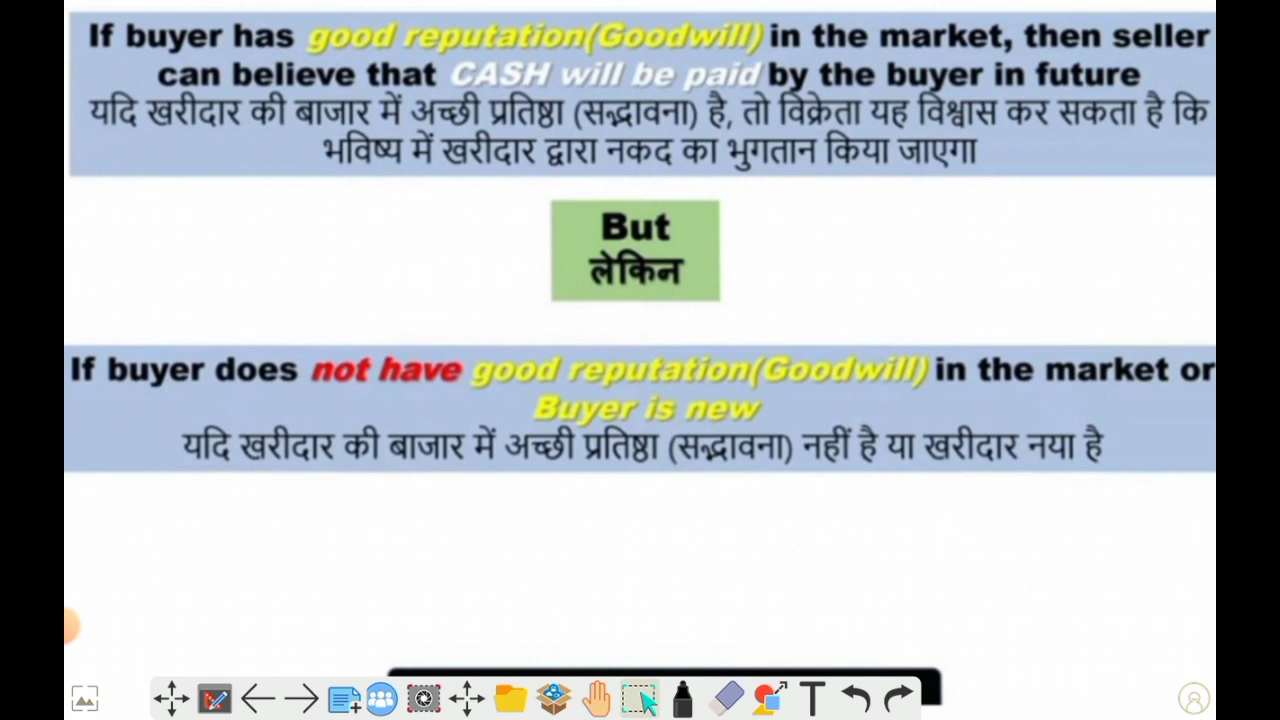 If buyer has good reputation(Goodwill) in the market, then seller
can believe that CASH will be paid by the buyer in future
यदि खरीदार की बाजार में अच्छी प्रतिष्ठा (सद्भावना) है, तो विक्रेता यह विश्वास कर सकता है कि
भविष्य में खरीदार द्वारा नकद का भुगतान किया जाएगा
But
लेकिन
If buyer does not have good reputation(Goodwill) in the market or
Buyer is new
यदि खरीदार की बाजार में अच्छी प्रतिष्ठा (सद्भावना) नहीं है या खरीदार नया है